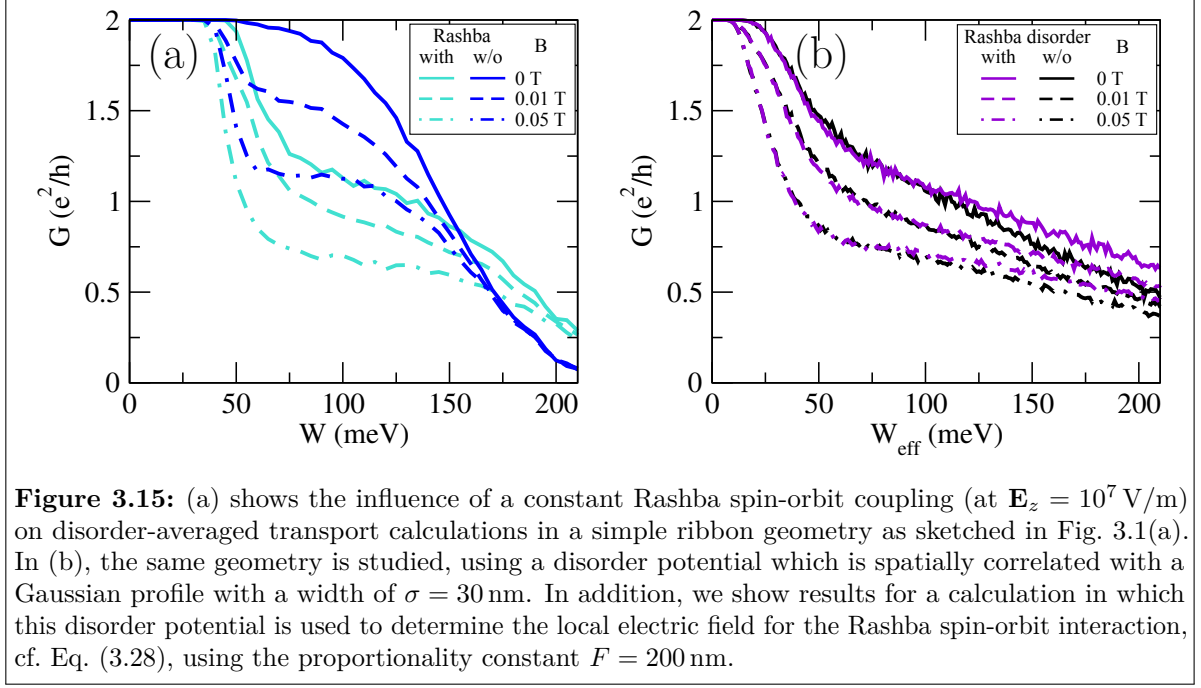 (a)
Rashba
with w/o B
0 T
0.01 T
0.05 T
G (e²/h)
2
1.5
1
0.5
0
0 50 100 150 200
W (meV)
(b)
Rashba disorder
with w/o B
0 T
0.01 T
0.05 T
G (e²/h)
2
1.5
1
0.5
0
0 50 100 150 200
W_eff (meV)
Figure 3.15: (a) shows the influence of a constant Rashba spin-orbit coupling (at E_z = 10⁷ V/m)
on disorder-averaged transport calculations in a simple ribbon geometry as sketched in Fig. 3.1(a).
In (b), the same geometry is studied, using a disorder potential which is spatially correlated with a
Gaussian profile with a width of σ = 30 nm. In addition, we show results for a calculation in which
this disorder potential is used to determine the local electric field for the Rashba spin-orbit interaction,
cf. Eq. (3.28), using the proportionality constant F = 200 nm.